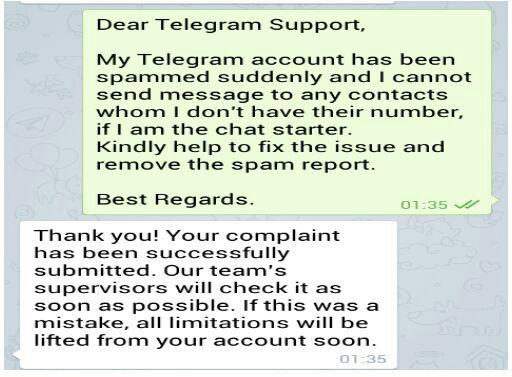 Dear Telegram Support,
My Telegram account has been
spammed suddenly and I cannot
send message to any contacts
whom I don't have their number,
if I am the chat starter.
Kindly help to fix the issue and
remove the spam report.
Best Regards.
01:35
Thank you! Your complaint
has been successfully
submitted. Our team's
supervisors will check it as
soon as possible. If this was a
mistake, all limitations will be
lifted from your account soon.
01:35